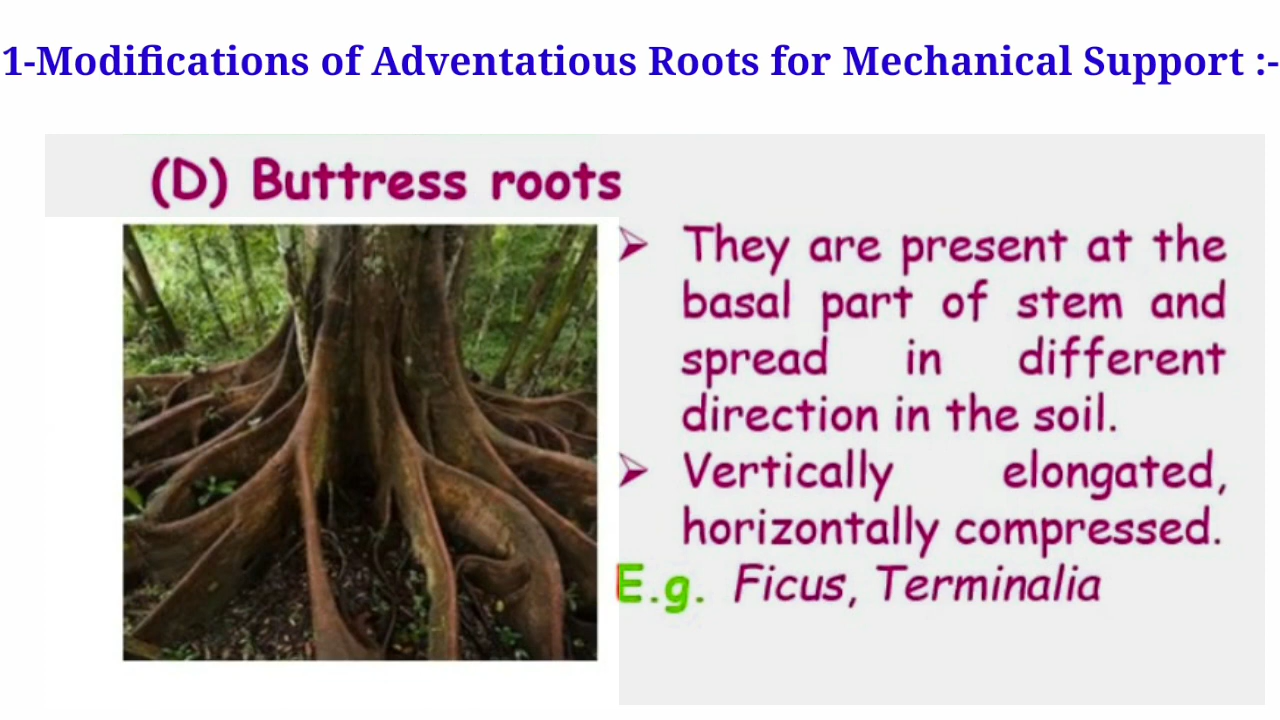 1-Modifications of Adventatious Roots for Mechanical Support :-
(D) Buttress roots
➢ They are present at the
basal part of stem and
spread in different
direction in the soil.
➢ Vertically elongated,
horizontally compressed.
E.g. Ficus, Terminalia